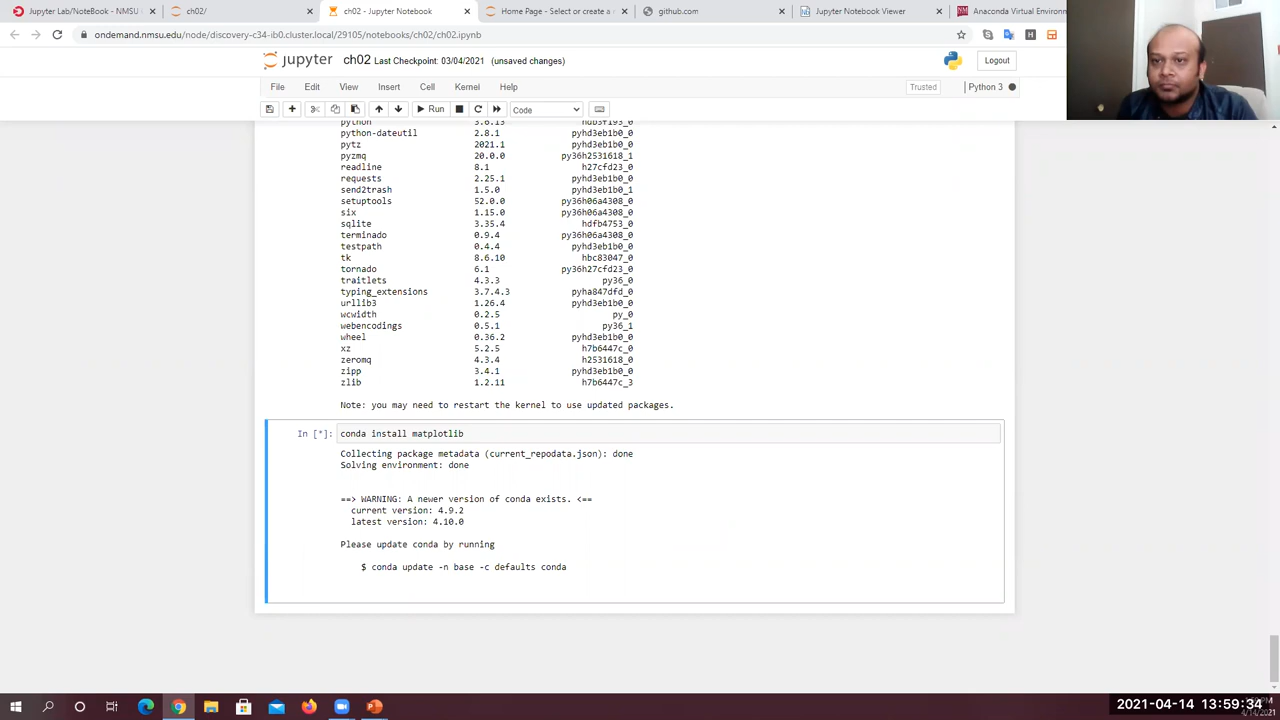 Jupyter Lab/NoteBook - NMSU
ch02/
ch02 - Jupyter Notebook
Home Page - Select or create a
github.com
Jupyter Notebook Viewer
Anaconda Virtual Environ
ondemand.nmsu.edu/node/discovery-c34-ib0.cluster.local/29105/notebooks/ch02/ch02.ipynb
jupyter ch02 Last Checkpoint: 03/04/2021 (unsaved changes)
Logout
File Edit View Insert Cell Kernel Help
Trusted Python 3
Run Code
python 3.6.13 hdb3f193_0
python-dateutil 2.8.1 pyhd3eb1b0_0
pytz 2021.1 pyhd3eb1b0_0
pyzmq 20.0.0 py36h2531618_1
readline 8.1 h27cfd23_0
requests 2.25.1 pyhd3eb1b0_0
send2trash 1.5.0 pyhd3eb1b0_1
setuptools 52.0.0 py36h06a4308_0
six 1.15.0 py36h06a4308_0
sqlite 3.35.4 hdfb4753_0
terminado 0.9.4 py36h06a4308_0
testpath 0.4.4 pyhd3eb1b0_0
tk 8.6.10 hbc83047_0
tornado 6.1 py36h27cfd23_0
traitlets 4.3.3 py36_0
typing_extensions 3.7.4.3 pyha847dfd_0
urllib3 1.26.4 pyhd3eb1b0_0
wcwidth 0.2.5 py_0
webencodings 0.5.1 py36_1
wheel 0.36.2 pyhd3eb1b0_0
xz 5.2.5 h7b6447c_0
zeromq 4.3.4 h2531618_0
zipp 3.4.1 pyhd3eb1b0_0
zlib 1.2.11 h7b6447c_3
Note: you may need to restart the kernel to use updated packages.
In [*]: conda install matplotlib
Collecting package metadata (current_repodata.json): done
Solving environment: done
==> WARNING: A newer version of conda exists. <==
current version: 4.9.2
latest version: 4.10.0
Please update conda by running
$ conda update -n base -c defaults conda
2021-04-14 13:59:34